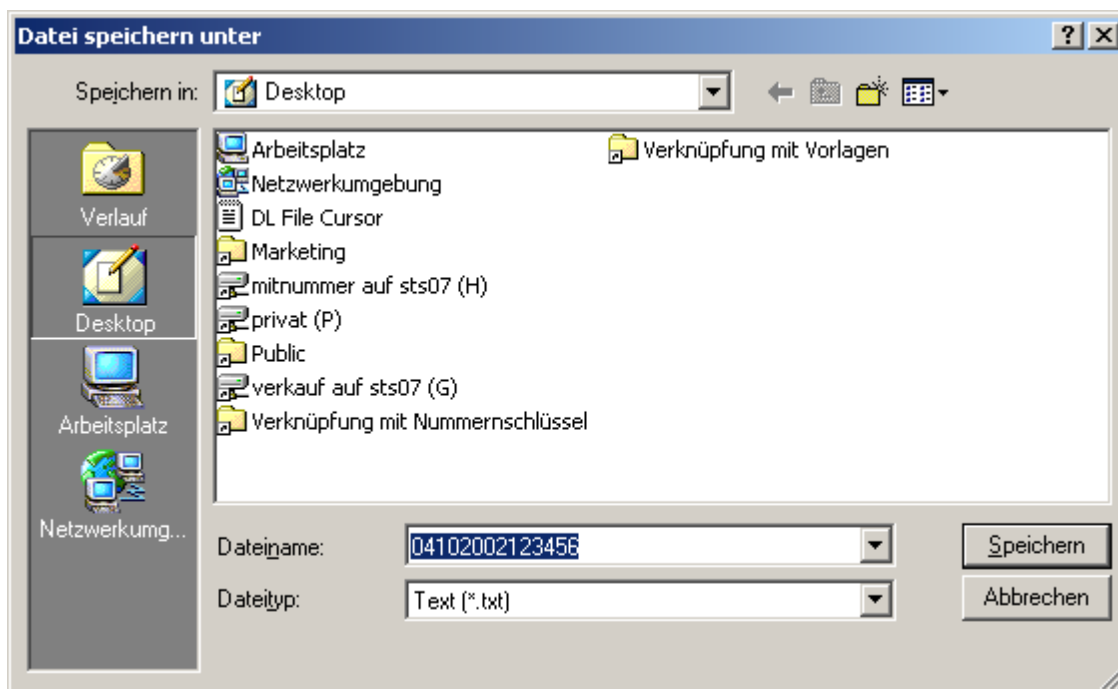 Datei speichern unter
Speichern in:
Desktop
Verlauf
Desktop
Arbeitsplatz
Netzwerkumg...
Arbeitsplatz
Netzwerkumgebung
DL File Cursor
Marketing
mitnummer auf sts07 (H)
privat (P)
Public
verkauf auf sts07 (G)
Verknüpfung mit Nummernschlüssel
Verknüpfung mit Vorlagen
Dateiname:
04102002123456
Speichern
Dateityp:
Text (*.txt)
Abbrechen